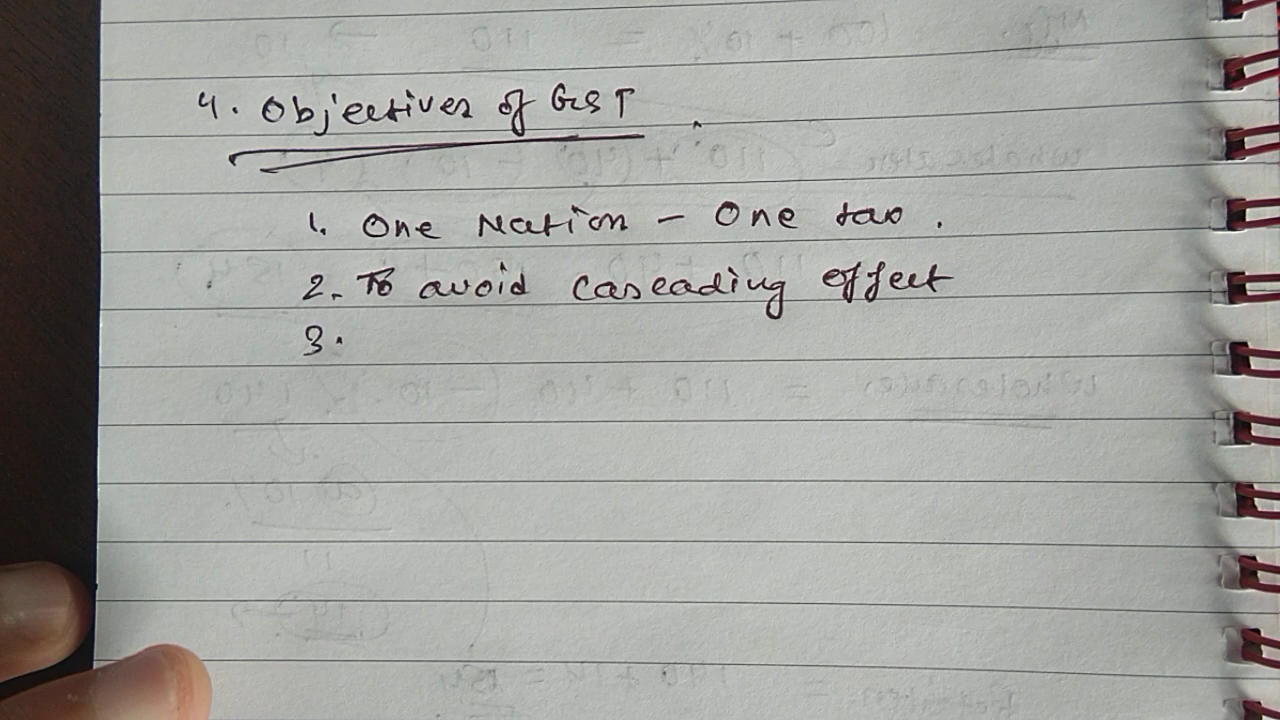 4. Objectives of GST
1. One Nation - One tax.
2. To avoid cascading effect
3.